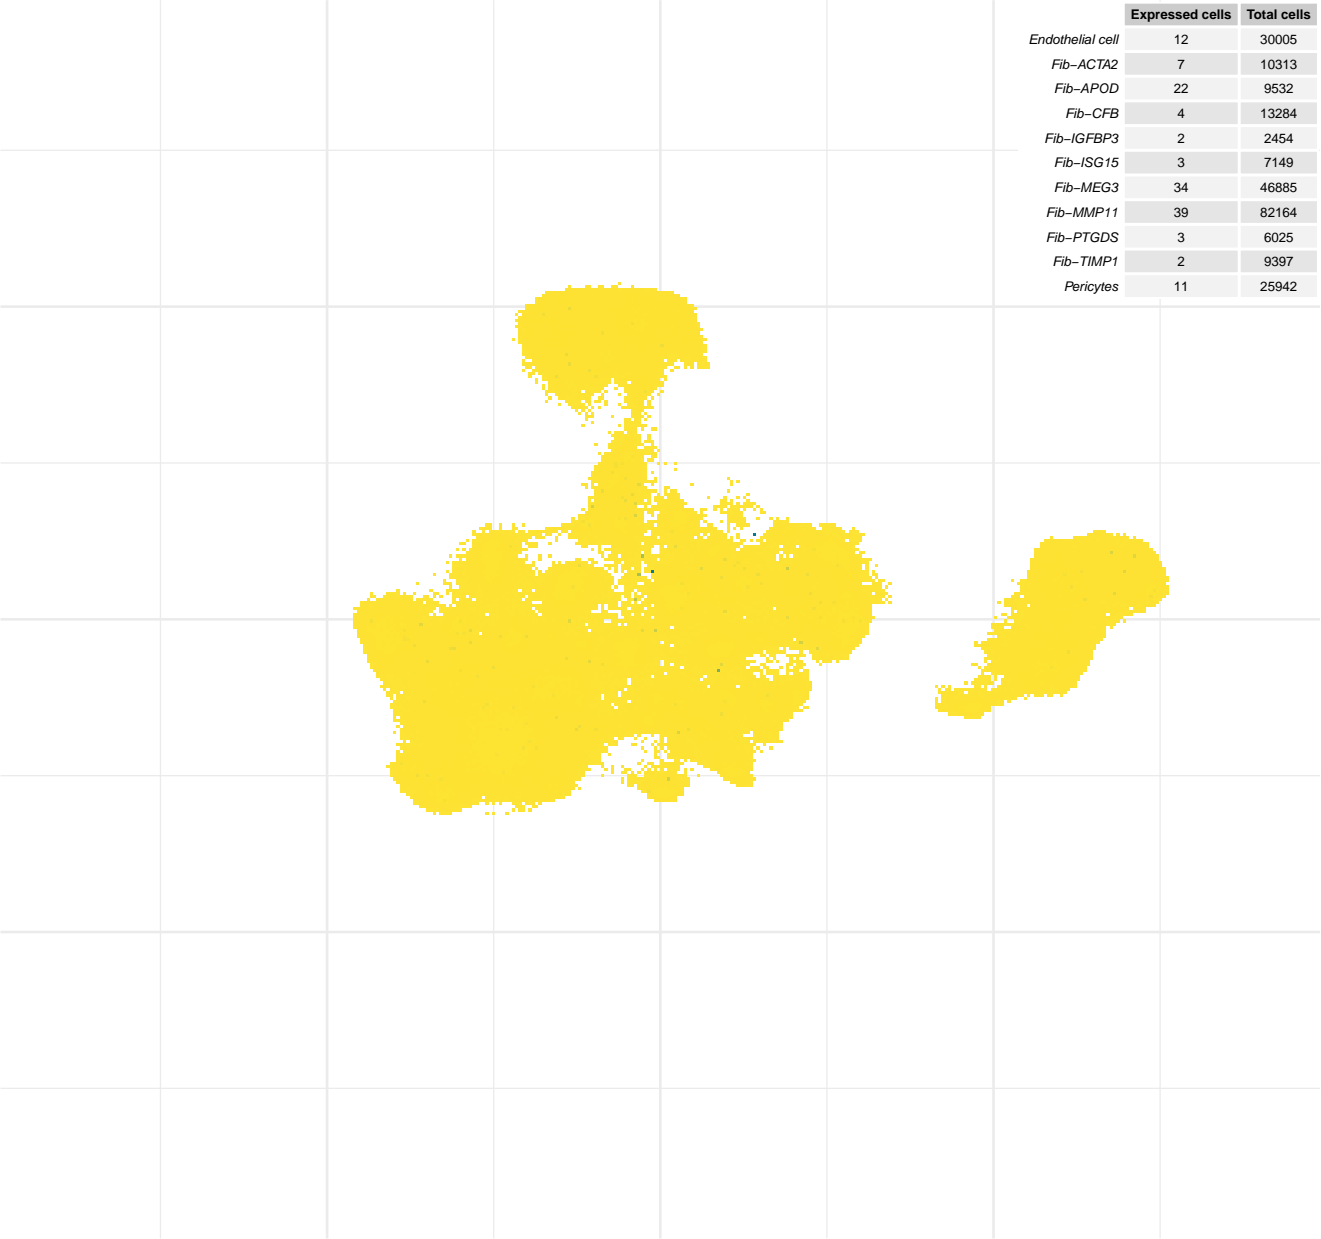 Expressed cells Total cells
Endothelial cell 12 30005
Fib−ACTA2 7 10313
Fib−APOD 22 9532
Fib−CFB 4 13284
Fib−IGFBP3 2 2454
Fib−ISG15 3 7149
Fib−MEG3 34 46885
Fib−MMP11 39 82164
Fib−PTGDS 3 6025
Fib−TIMP1 2 9397
Pericytes 11 25942